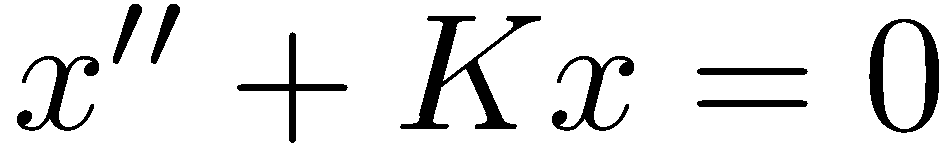 x″ + Kx = 0